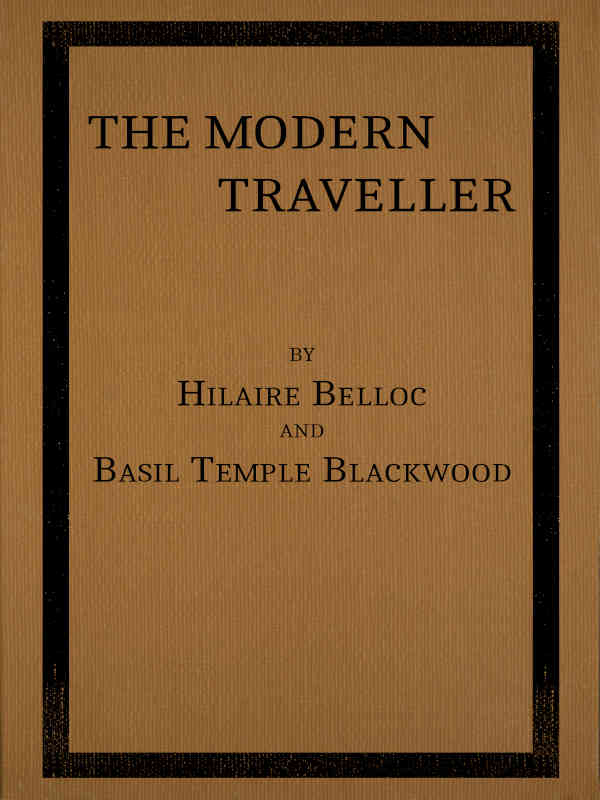 THE MODERN
TRAVELLER
BY
HILAIRE BELLOC
AND
BASIL TEMPLE BLACKWOOD